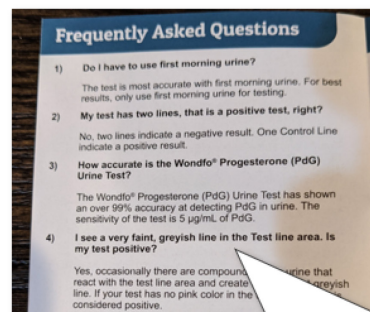 Frequently Asked Questions
1) Do I have to use first morning urine?
The test is most accurate with first morning urine. For best
results, only use first morning urine for testing.
2) My test has two lines, that is a positive test, right?
No, two lines indicate a negative result. One Control Line
indicate a positive result.
3) How accurate is the Wondfo® Progesterone (PdG)
Urine Test?
The Wondfo® Progesterone (PdG) Urine Test has shown
an over 99% accuracy at detecting PdG in urine. The
sensitivity of the test is 5 µg/mL of PdG.
4) I see a very faint, greyish line in the Test line area. Is
my test positive?
Yes, occasionally there are urine that
react with the test line area and create greyish
line. If your test has no pink color in the
considered positive.